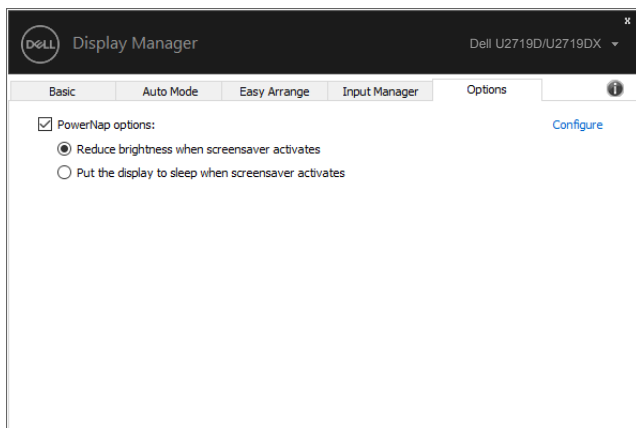 x
DELL Display Manager Dell U2719D/U2719DX
Basic Auto Mode Easy Arrange Input Manager Options i
PowerNap options: Configure
Reduce brightness when screensaver activates
Put the display to sleep when screensaver activates